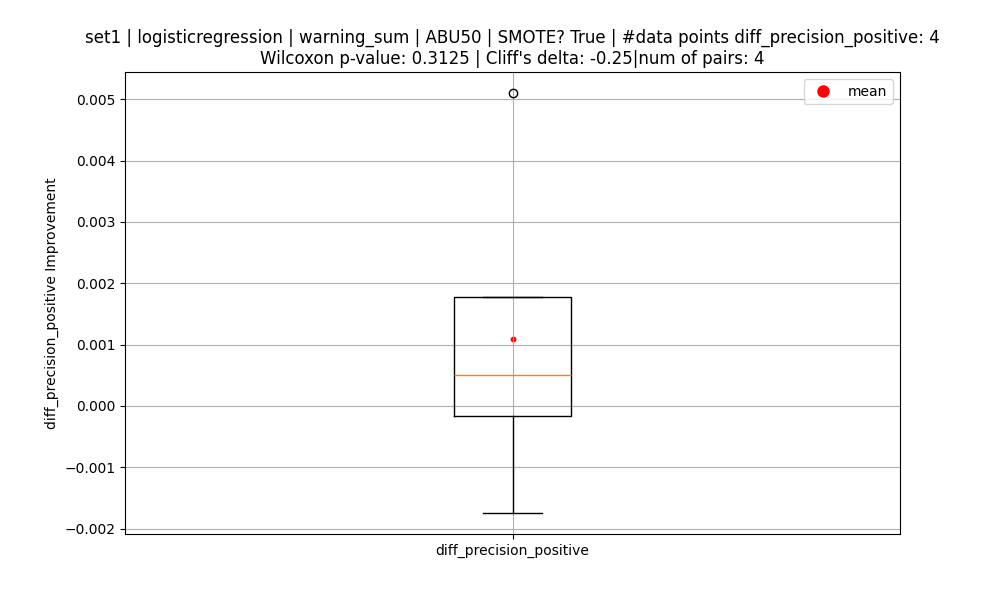 set1 | logisticregression | warning_sum | ABU50 | SMOTE? True | #data points diff_precision_positive: 4
Wilcoxon p-value: 0.3125 | Cliff's delta: -0.25|num of pairs: 4
mean
0.005
0.004
0.003
0.002
0.001
0.000
−0.001
−0.002
diff_precision_positive Improvement
diff_precision_positive